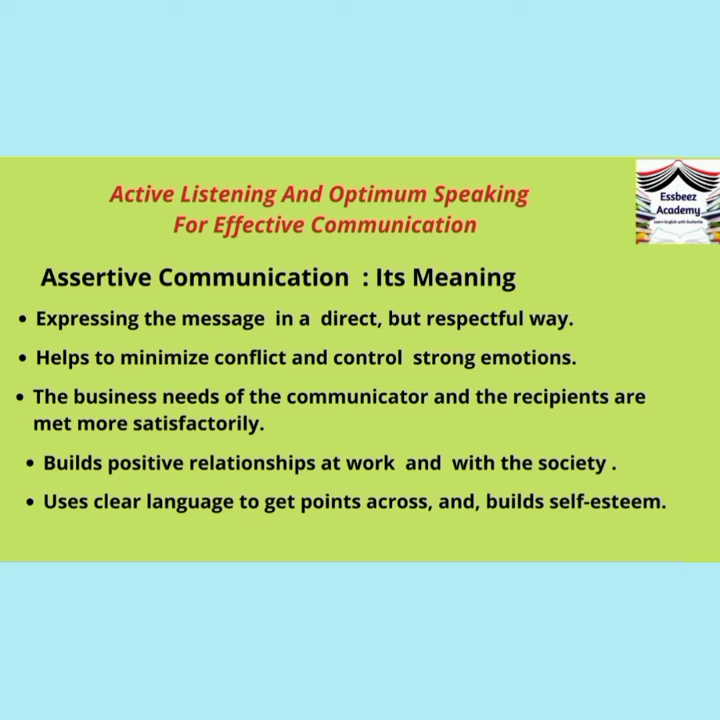 Active Listening And Optimum Speaking
For Effective Communication
Essbeez
Academy
Learn English with
Assertive Communication : Its Meaning
• Expressing the message in a direct, but respectful way.
• Helps to minimize conflict and control strong emotions.
• The business needs of the communicator and the recipients are
met more satisfactorily.
• Builds positive relationships at work and with the society .
• Uses clear language to get points across, and, builds self-esteem.